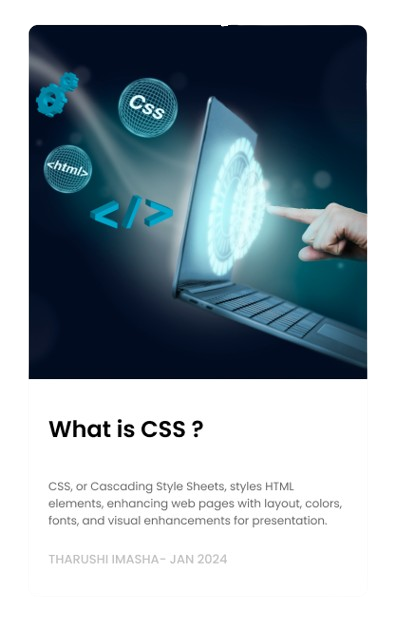 Css
<html>
</>
What is CSS ?
CSS, or Cascading Style Sheets, styles HTML
elements, enhancing web pages with layout, colors,
fonts, and visual enhancements for presentation.
THARUSHI IMASHA- JAN 2024